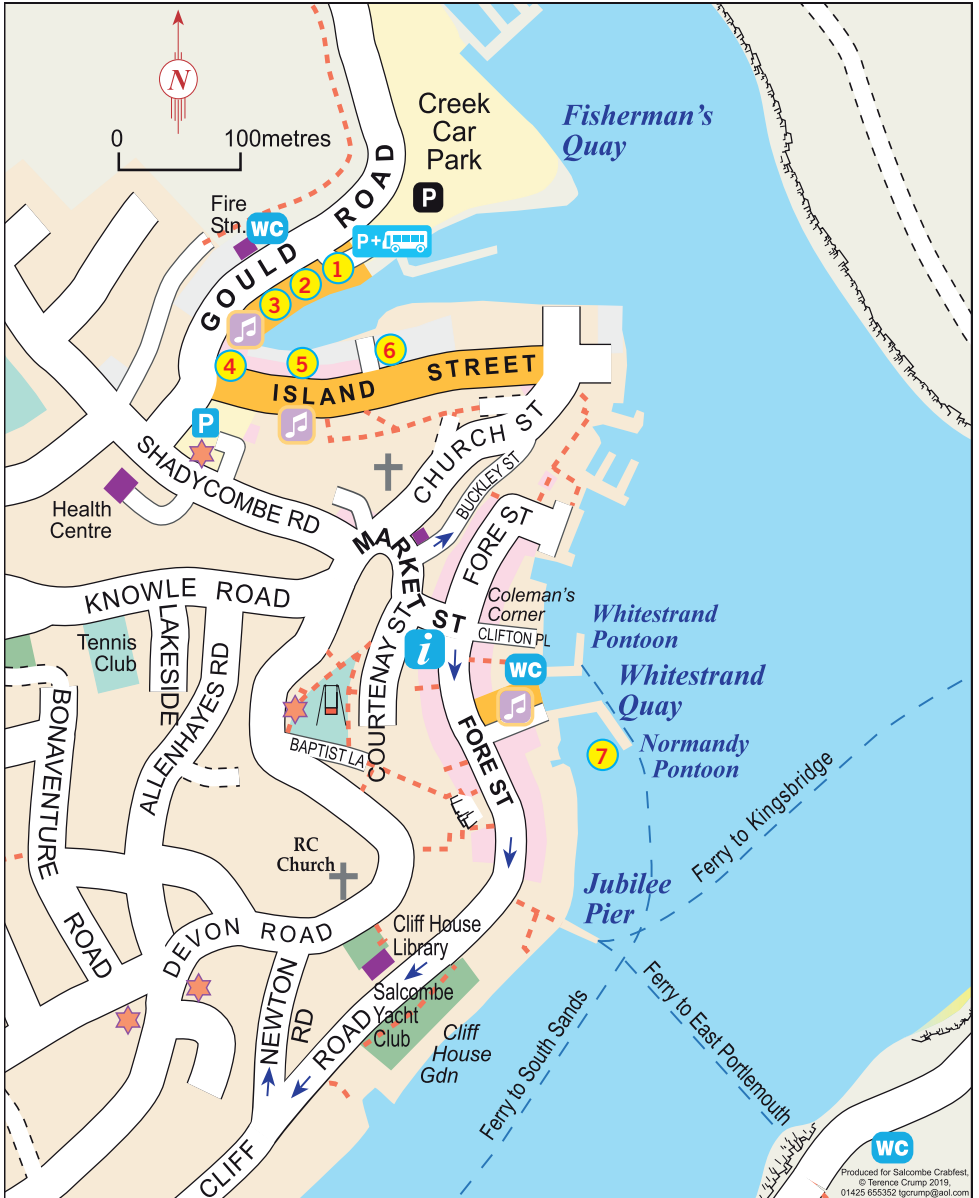 N
0 100metres
Creek
Car
Park
P
Fisherman's
Quay
Fire
Stn.
WC
P+
GOULD ROAD
1
2
3
4
5
6
ISLAND STREET
P
SHADYCOMBE RD
Health
Centre
CHURCH ST
BUCKLEY ST
MARKET ST
FORE ST
KNOWLE ROAD
LAKESIDE
Tennis
Club
ALLENHAYES RD
COURTENAY ST
Coleman's
Corner
CLIFTON PL
i
WC
Whitestrand
Pontoon
Whitestrand
Quay
7
Normandy
Pontoon
BAPTIST LA
FORE ST
BONAVENTURE
ROAD
RC
Church
Jubilee
Pier
Ferry to Kingsbridge
DEVON ROAD
Cliff House
Library
Salcombe
Yacht
Club
Cliff
House
Gdn
NEWTON
RD
CLIFF ROAD
Ferry to South Sands
Ferry to East Portlemouth
WC
Produced for Salcombe Crabfest,
© Terence Crump 2019,
01425 655352 tgcrump@aol.com